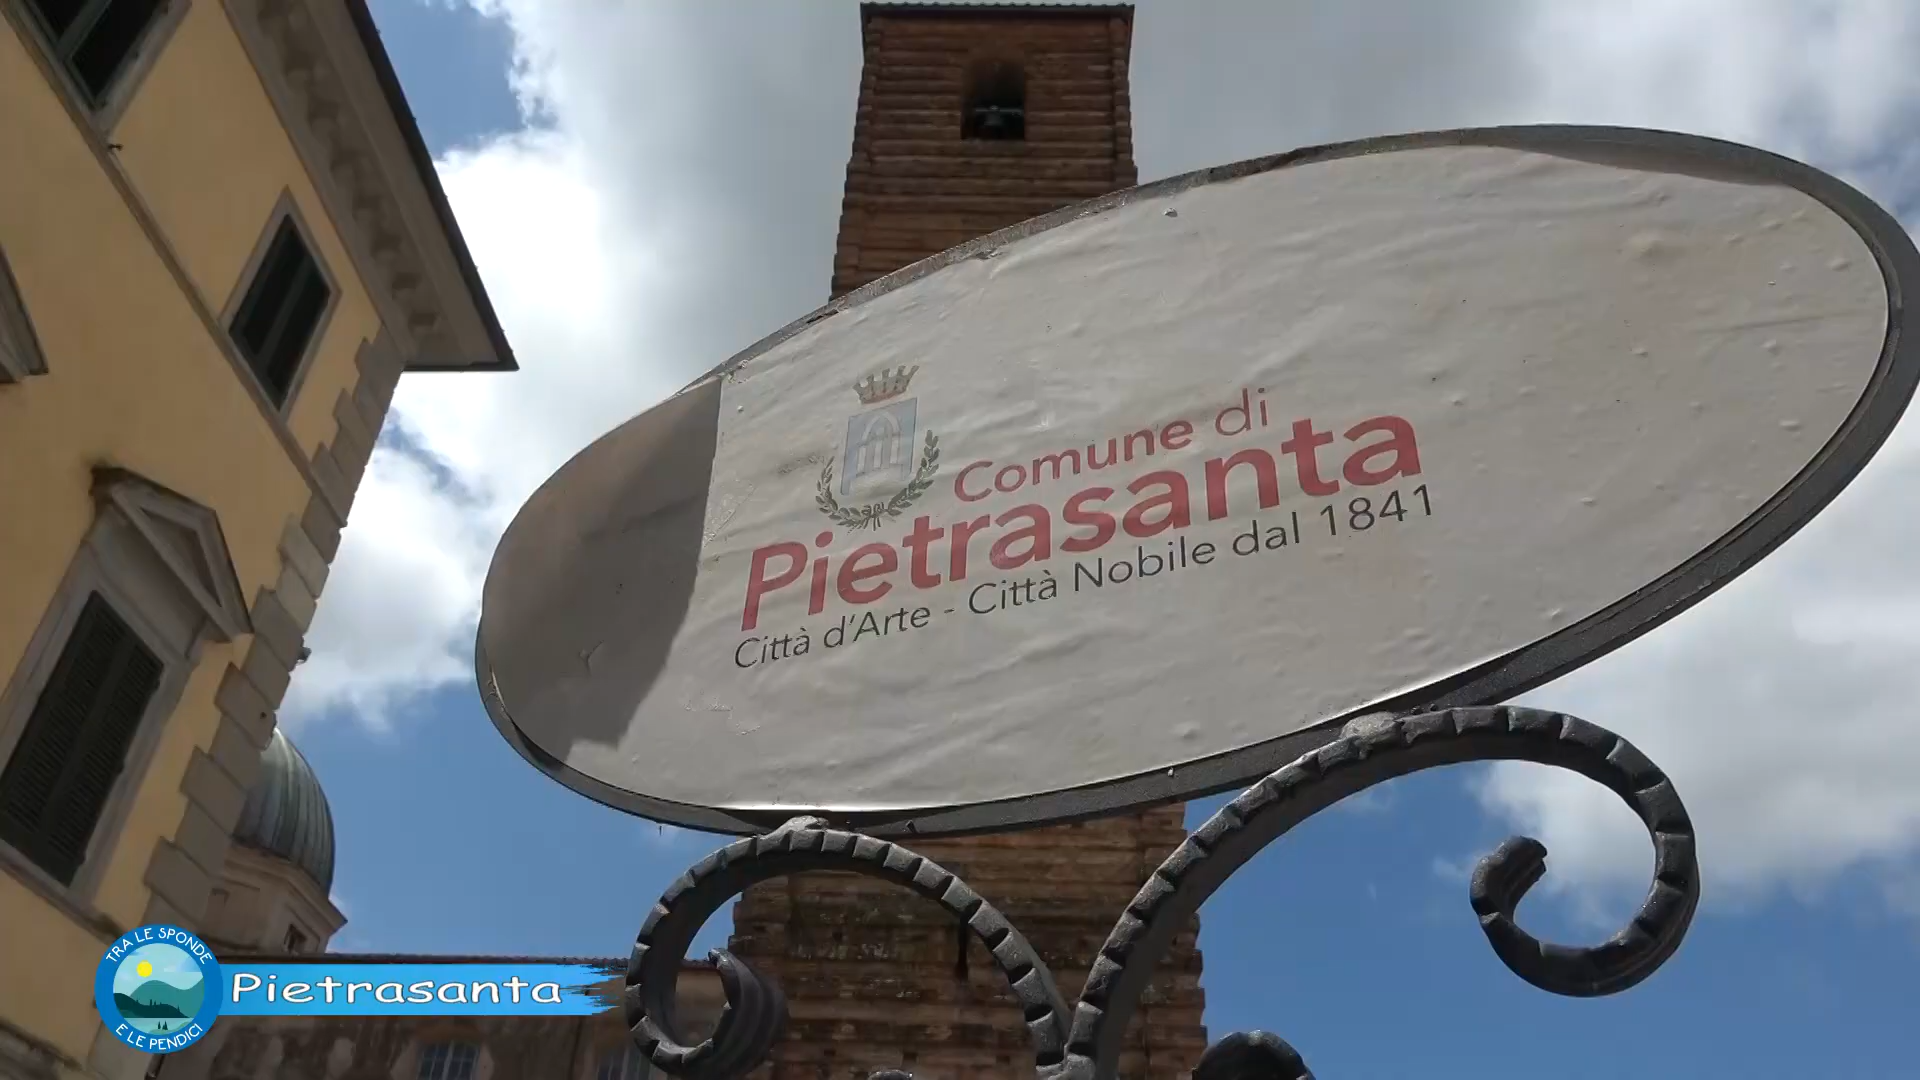 Comune di
Pietrasanta
Città d'Arte - Città Nobile dal 1841
TRA LE SPONDE
E LE PENDICI
Pietrasanta